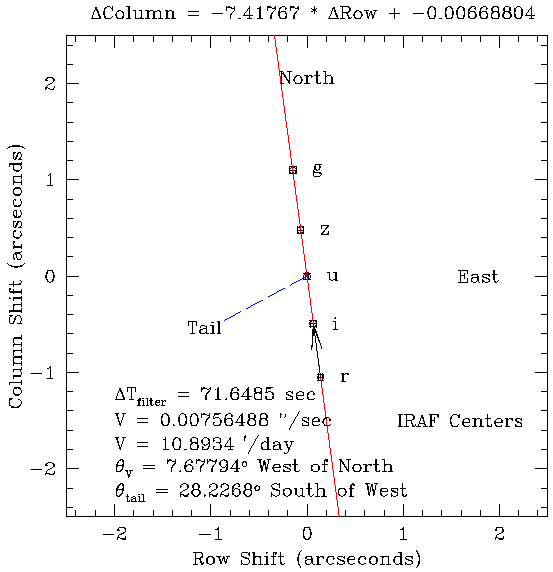 ΔColumn = −7.41767 * ΔRow + −0.00668804
North
g
z
u
East
Tail
i
r
ΔT_filter = 71.6485 sec
IRAF Centers
V = 0.00756488 "/sec
V = 10.8934 '/day
θ_v = 7.67794° West of North
θ_tail = 28.2268° South of West
Column Shift (arcseconds)
2
1
0
−1
−2
−2 −1 0 1 2
Row Shift (arcseconds)